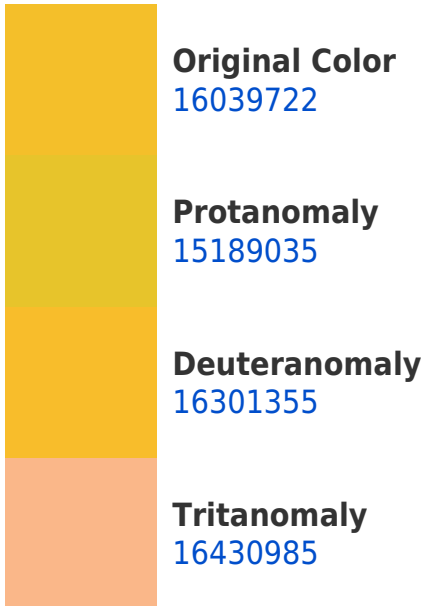 Original Color
16039722
Protanomaly
15189035
Deuteranomaly
16301355
Tritanomaly
16430985